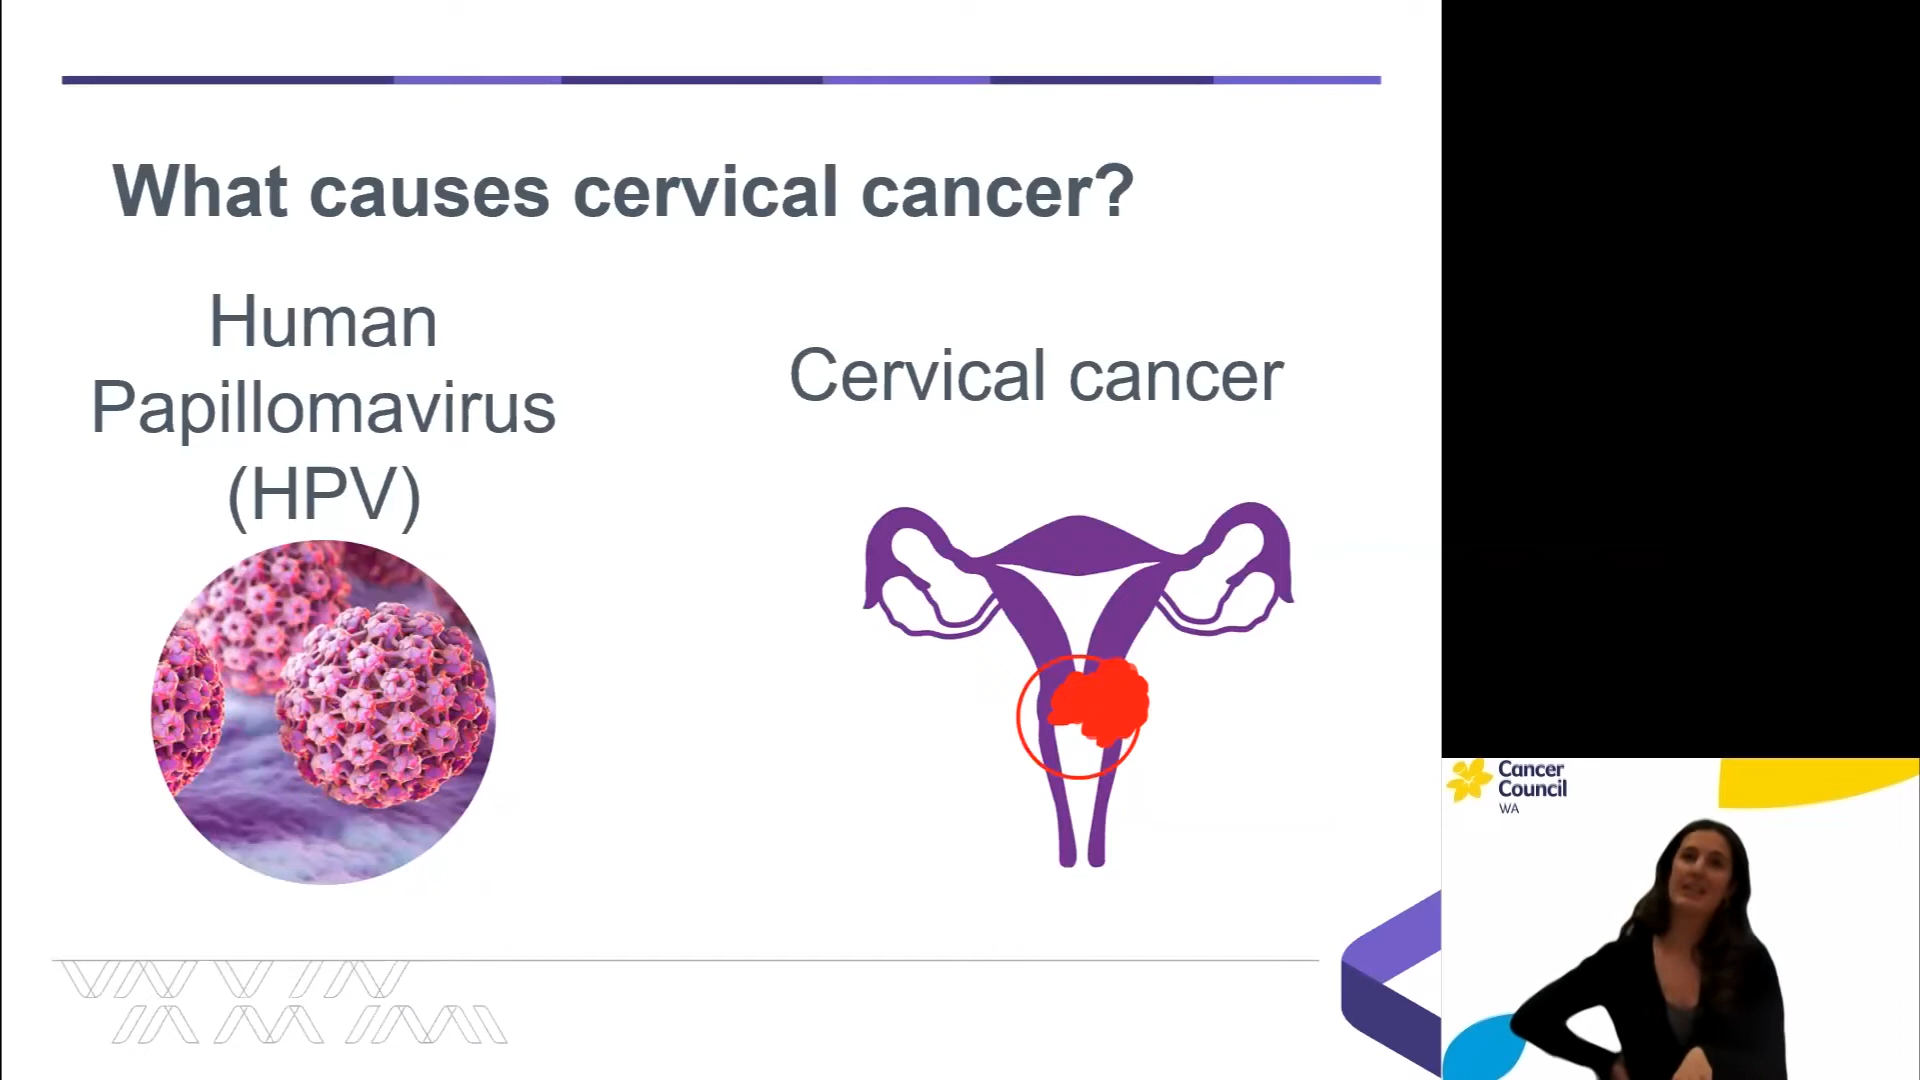 What causes cervical cancer?
Human
Papillomavirus
(HPV)
Cervical cancer
Cancer
Council
WA